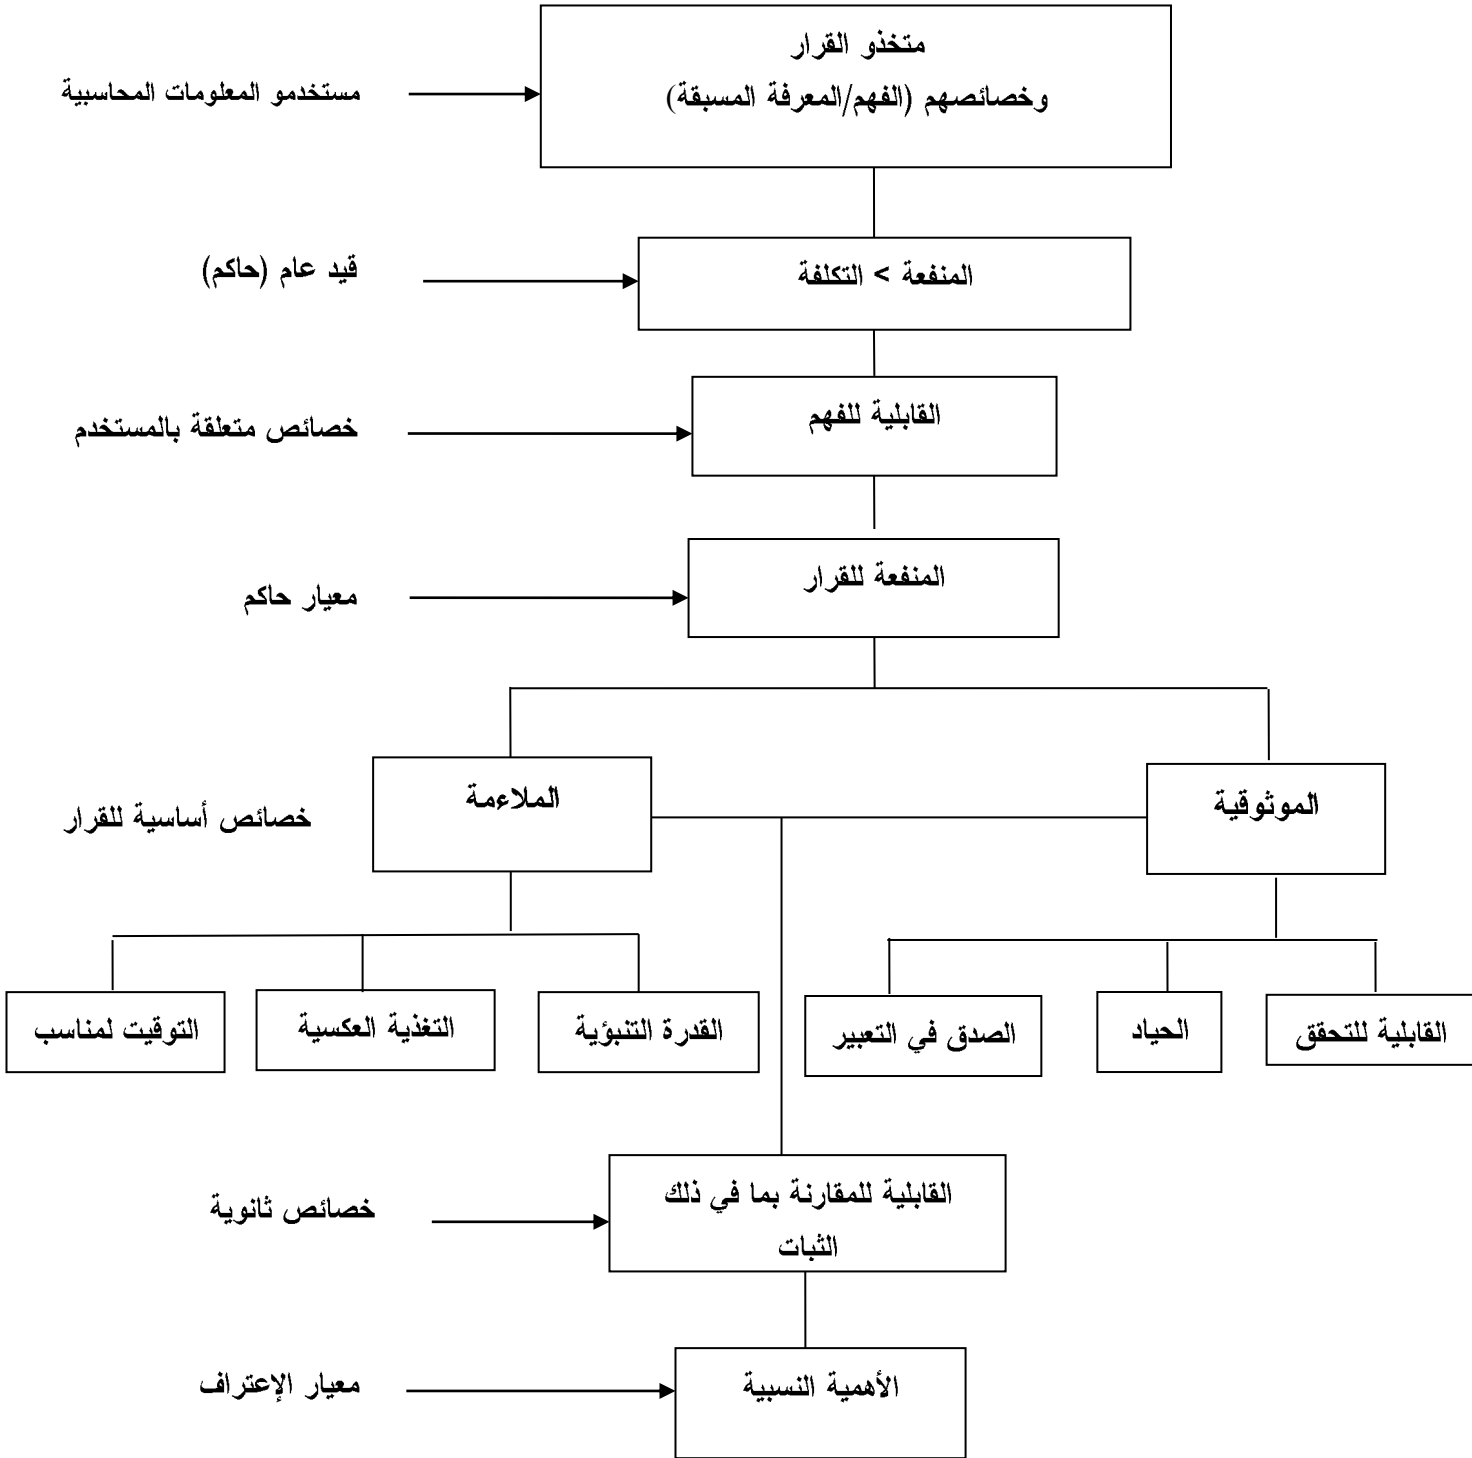 متخذو القرار
وخصائصهم (الفهم/المعرفة المسبقة)
مستخدمو المعلومات المحاسبية
المنفعة > التكلفة
قيد عام (حاكم)
القابلية للفهم
خصائص متعلقة بالمستخدم
المنفعة للقرار
معيار حاكم
الموثوقية
الملاءمة
خصائص أساسية للقرار
القابلية للتحقق
الحياد
الصدق في التعبير
القدرة التنبؤية
التغذية العكسية
التوقيت لمناسب
القابلية للمقارنة بما في ذلك
الثبات
خصائص ثانوية
الأهمية النسبية
معيار الإعتراف